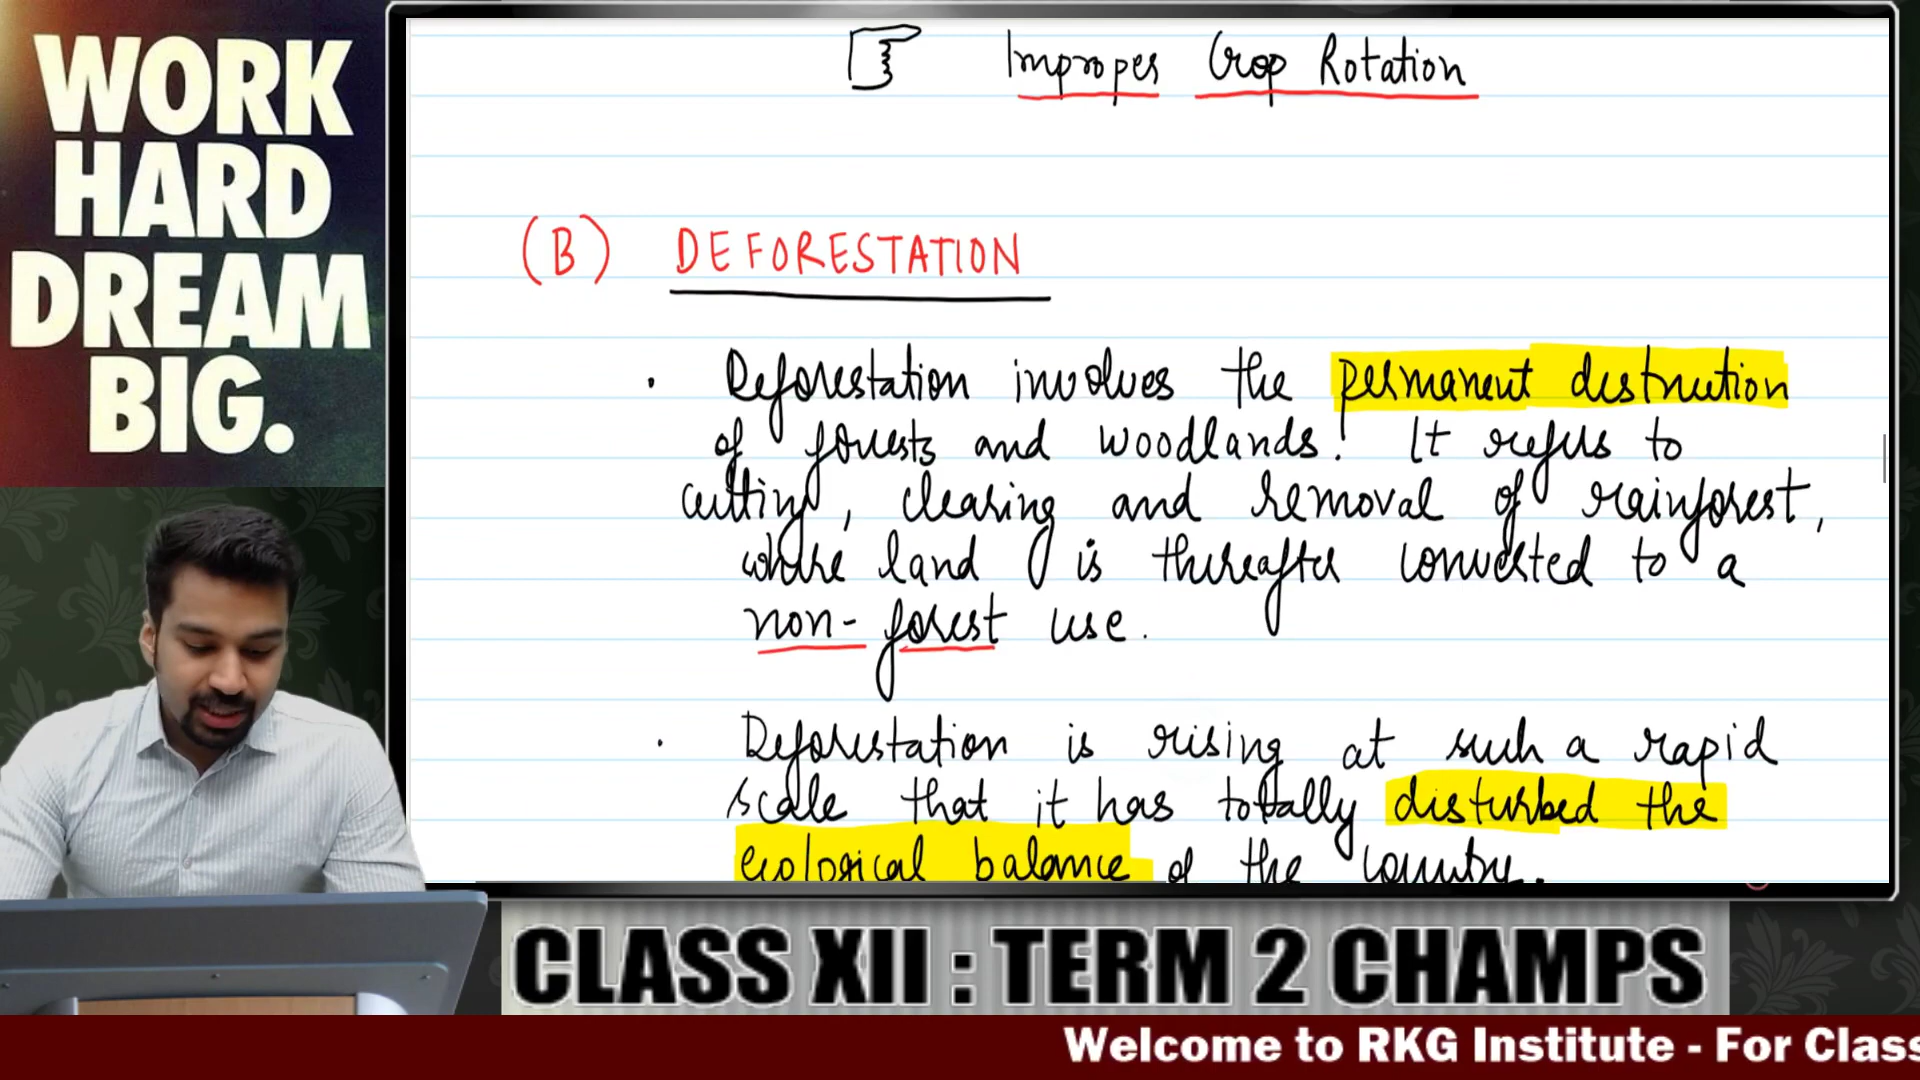 WORK
HARD
DREAM
BIG.
Improper Crop Rotation
(B) DEFORESTATION
. Deforestation involves the permanent destruction
of forests and woodlands. It refers to
cutting, clearing and removal of rainforest,
where land is thereafter converted to a
non-forest use.
. Deforestation is rising at such a rapid
scale that it has totally disturbed the
ecological balance of the country.
CLASS XII : TERM 2 CHAMPS
Welcome to RKG Institute - For Class